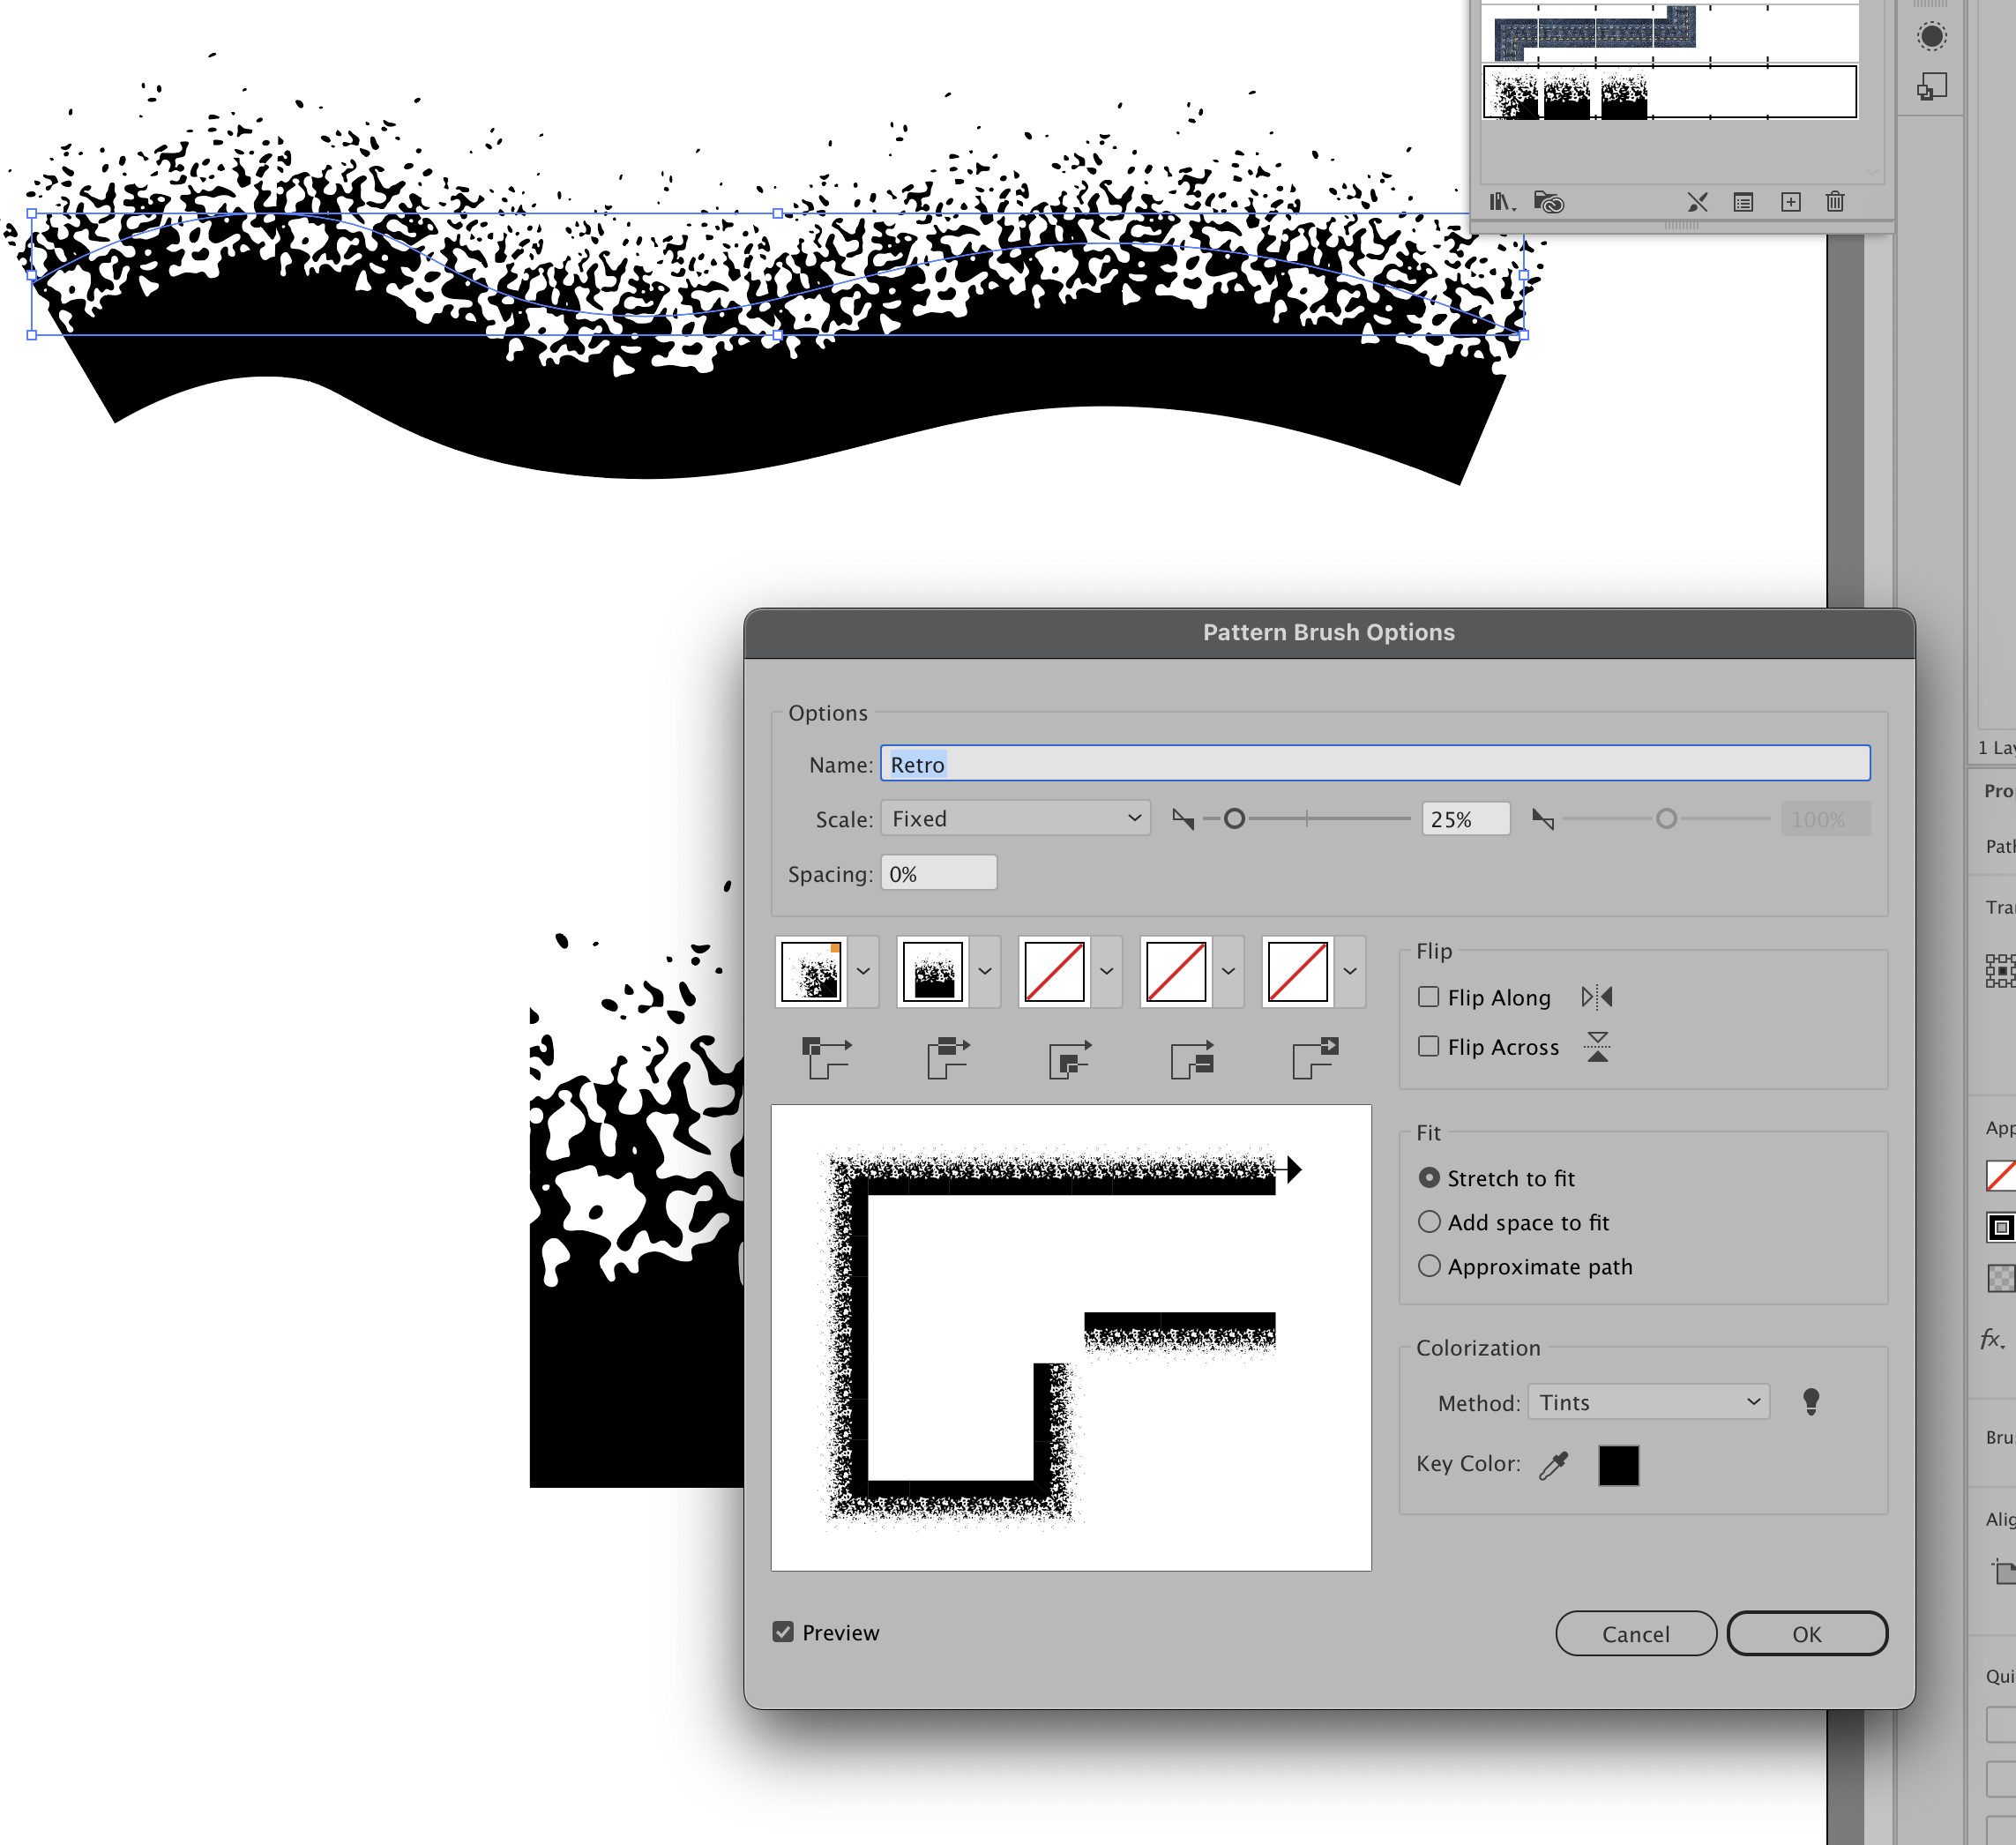 Pattern Brush Options
Options
Name: Retro
Scale: Fixed 25% 100%
Spacing: 0%
Flip
Flip Along
Flip Across
Fit
Stretch to fit
Add space to fit
Approximate path
Colorization
Method: Tints
Key Color:
Preview
Cancel OK
1 Lay
Pro
Path
Tra
App
fx.
Bru
Alig
Qui